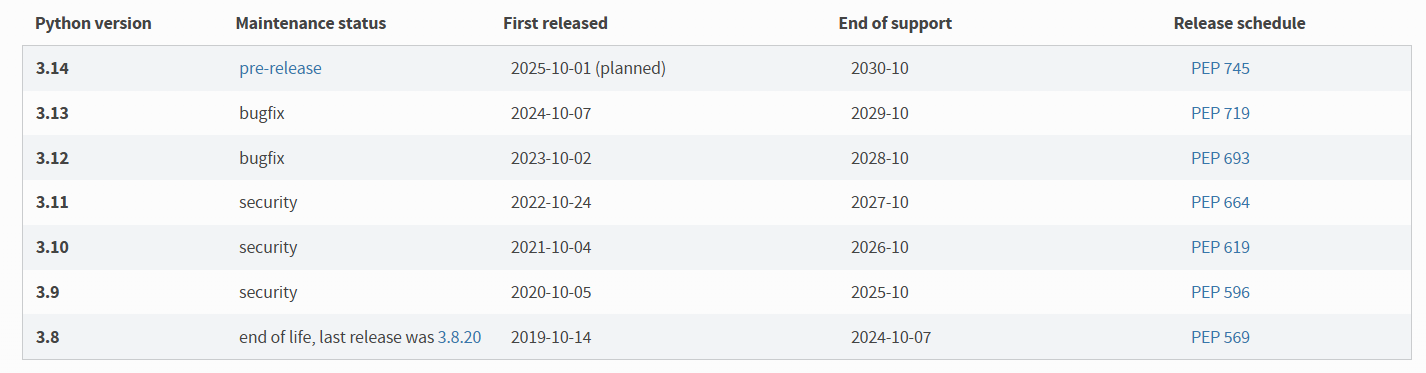 Python version Maintenance status First released End of support Release schedule
3.14 pre-release 2025-10-01 (planned) 2030-10 PEP 745
3.13 bugfix 2024-10-07 2029-10 PEP 719
3.12 bugfix 2023-10-02 2028-10 PEP 693
3.11 security 2022-10-24 2027-10 PEP 664
3.10 security 2021-10-04 2026-10 PEP 619
3.9 security 2020-10-05 2025-10 PEP 596
3.8 end of life, last release was 3.8.20 2019-10-14 2024-10-07 PEP 569